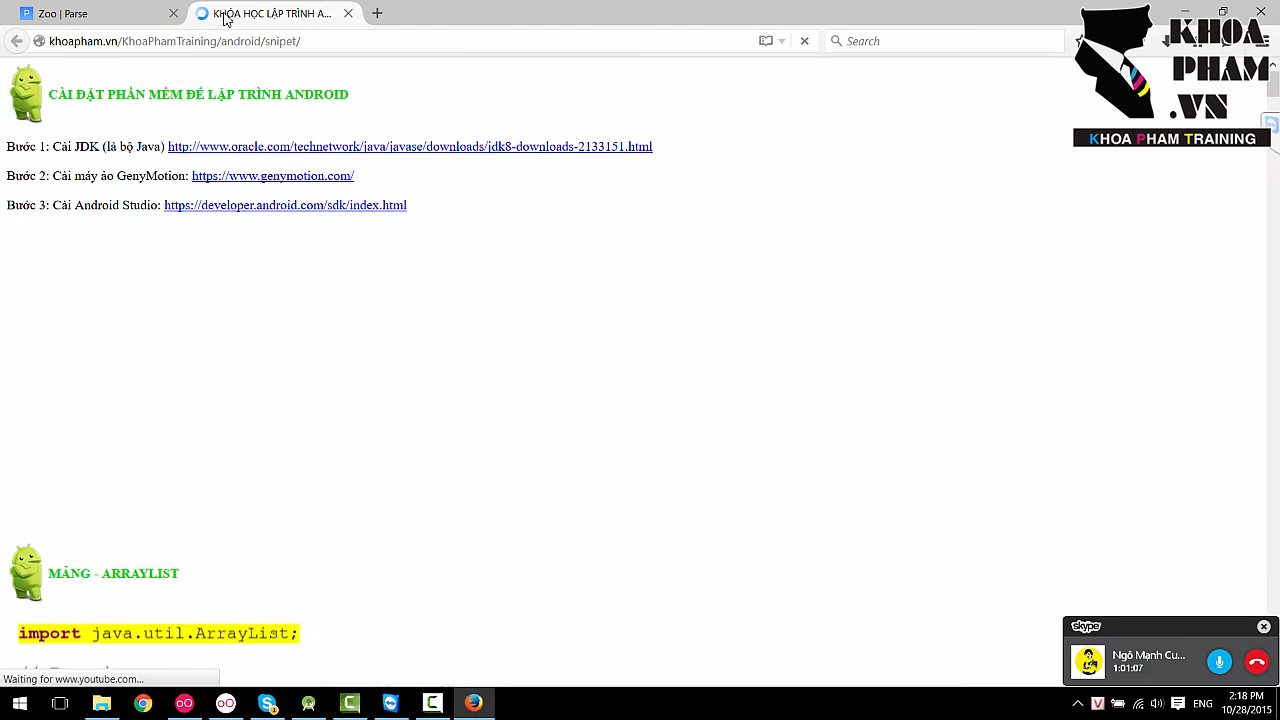 Zoo | Parse
KHÓA HỌC LẬP TRÌNH A...
khoapham.vn/KhoaPhamTraining/android/snipet/
Search
KHOA
PHAM
.VN
KHOA PHAM TRAINING
CÀI ĐẶT PHẦN MỀM ĐỂ LẬP TRÌNH ANDROID
Bước 1: Cài JDK (là bộ Java) http://www.oracle.com/technetwork/java/javase/downloads/jdk8-downloads-2133151.html
Bước 2: Cài máy ảo GenyMotion: https://www.genymotion.com/
Bước 3: Cài Android Studio: https://developer.android.com/sdk/index.html
MẢNG - ARRAYLIST
import java.util.ArrayList;
skype
Ngô Mạnh Cu...
1:01:07
Waiting for www.youtube.com...
ENG
2:18 PM
10/28/2015